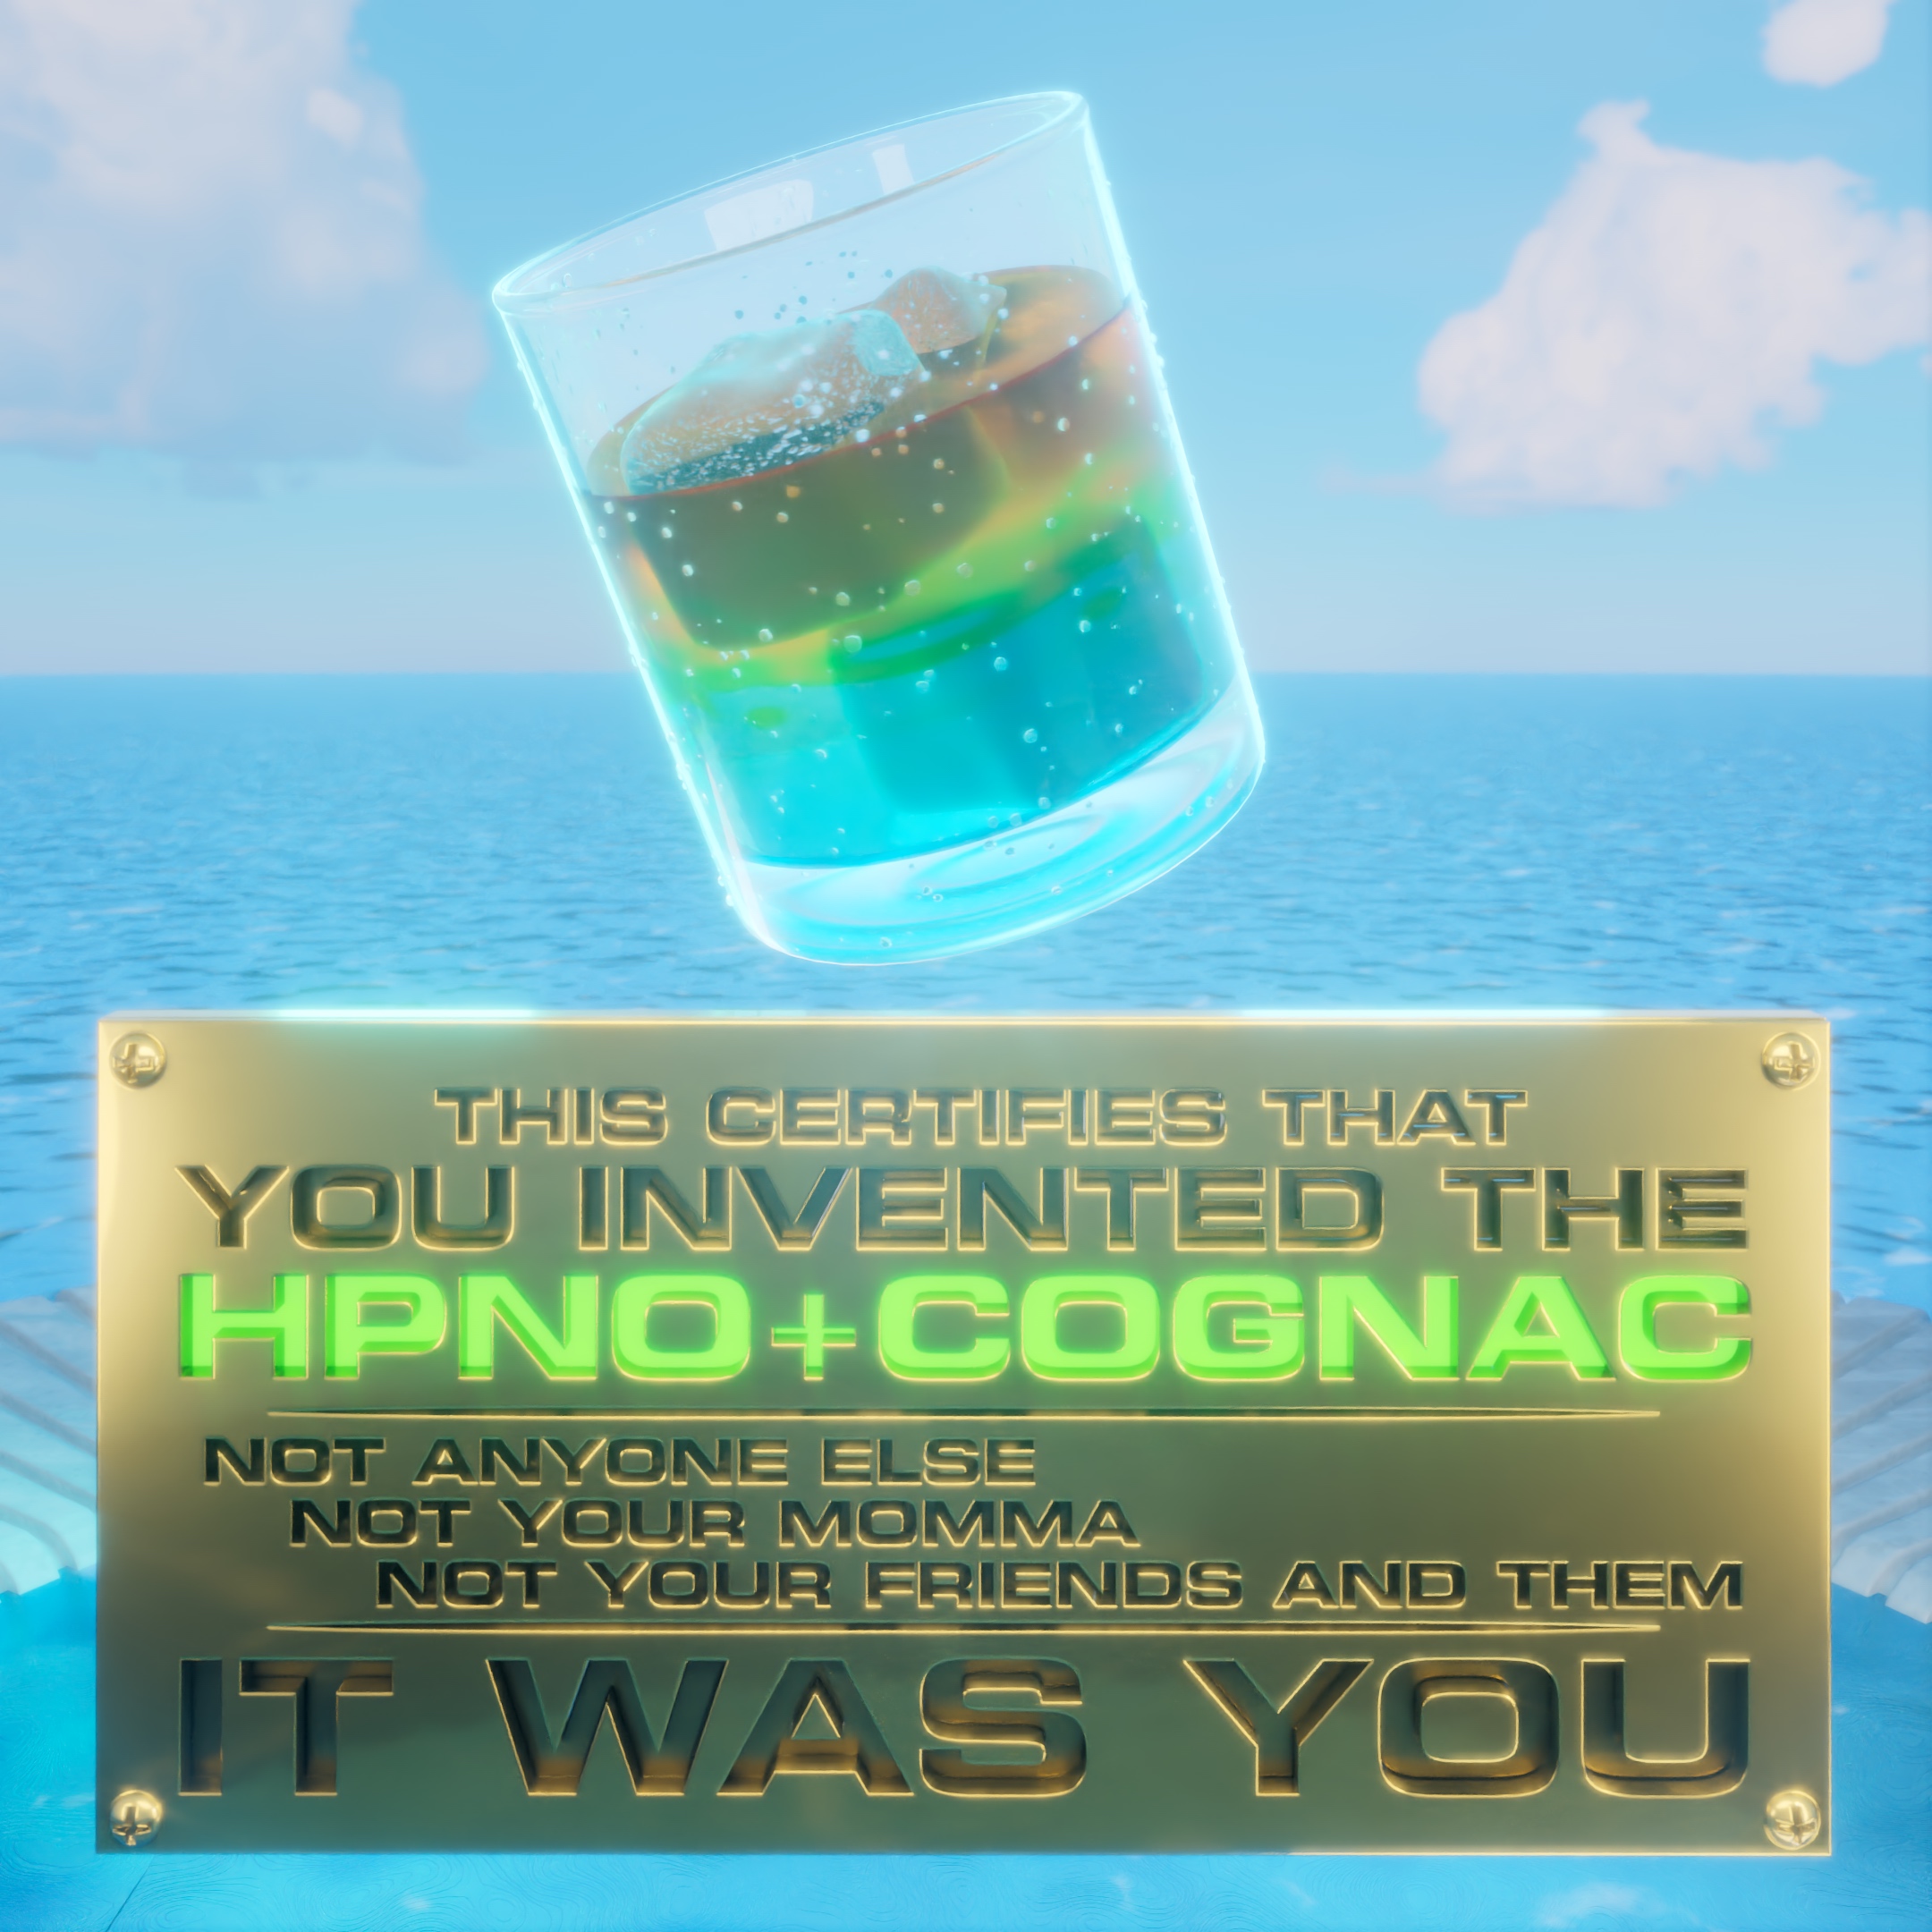 THIS CERTIFIES THAT
YOU INVENTED THE
HPNO+COGNAC
NOT ANYONE ELSE
NOT YOUR MOMMA
NOT YOUR FRIENDS AND THEM
IT WAS YOU